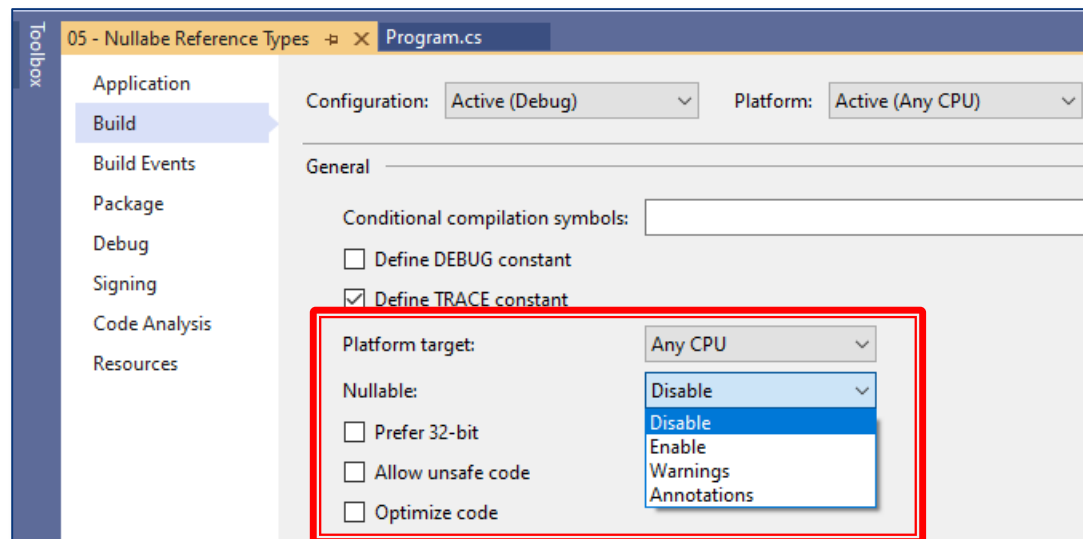 Toolbox
05 - Nullabe Reference Types
Program.cs
Application
Build
Build Events
Package
Debug
Signing
Code Analysis
Resources
Configuration: Active (Debug) Platform: Active (Any CPU)
General
Conditional compilation symbols:
Define DEBUG constant
Define TRACE constant
Platform target: Any CPU
Nullable: Disable
Disable
Enable
Warnings
Annotations
Prefer 32-bit
Allow unsafe code
Optimize code